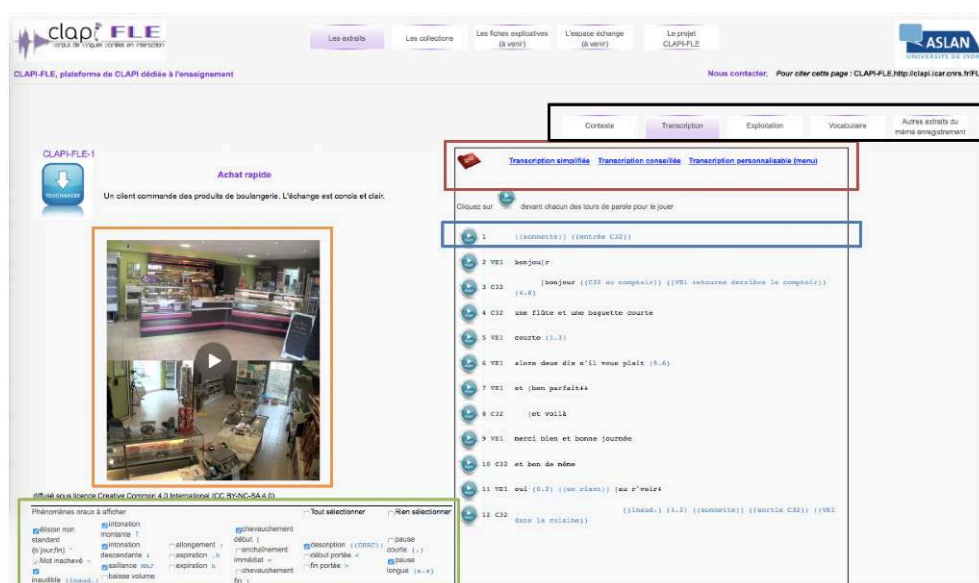 clapi FLE
corpus de langues parlées en interaction
Les extraits
Les collections
Les fiches explicatives
(à venir)
L'espace échange
(à venir)
Le projet
CLAPI-FLE
ASLAN
UNIVERSITÉ DE LYON
CLAPI-FLE, plateforme de CLAPI dédiée à l'enseignement
Nous contacter, Pour citer cette page : CLAPI-FLE,http://clapi.icar.cnrs.fr/FL
Contexte
Transcription
Exploitation
Vocabulaire
Autres extraits du
même enregistrement
CLAPI-FLE-1
TELECHARGER
Achat rapide
Un client commande des produits de boulangerie. L'échange est concis et clair.
Transcription simplifiée Transcription conseillée Transcription personnalisable (menu)
Cliquez sur devant chacun des tours de parole pour le jouer
1 ((sonnette)) ((entrée C32))
2 VE1 bonjou[r
3 C32 [bonjour ((C32 au comptoir)) ((VE1 retourne derrière le comptoir))
(4.6)
4 C32 une flûte et une baguette courte
5 VE1 courte (1.3)
6 VE1 alors deux dix s'il vous plait (9.6)
7 VE1 et [ben parfait↓↓
8 C32 [et voilà
9 VE1 merci bien et bonne journée
10 C32 et ben de même
11 VE1 oui (0.2) ((en riant)) [au r'voir↓
12 C32 [(inaud.) (1.2) ((sonnette)) ((sortie C32)) ((VE1
dans la cuisine))
diffusé sous licence Creative Common 4.0 International (CC BY-NC-SA 4.0)
Phénomènes oraux à afficher
Tout sélectionner
Rien sélectionner
élision non
standard
(b'jour/fin) '
Mot inachevé -
inaudible (inaud.)
intonation
montante ↑
intonation
descendante ↓
saillance MAJ
baisse volume
allongement :
aspiration .h
expiration h
chevauchement
début [
enchaînement
immédiat =
chevauchement
fin ]
description ((DESC))
début portée <
fin portée >
pause
courte (.)
pause
longue (n.n)